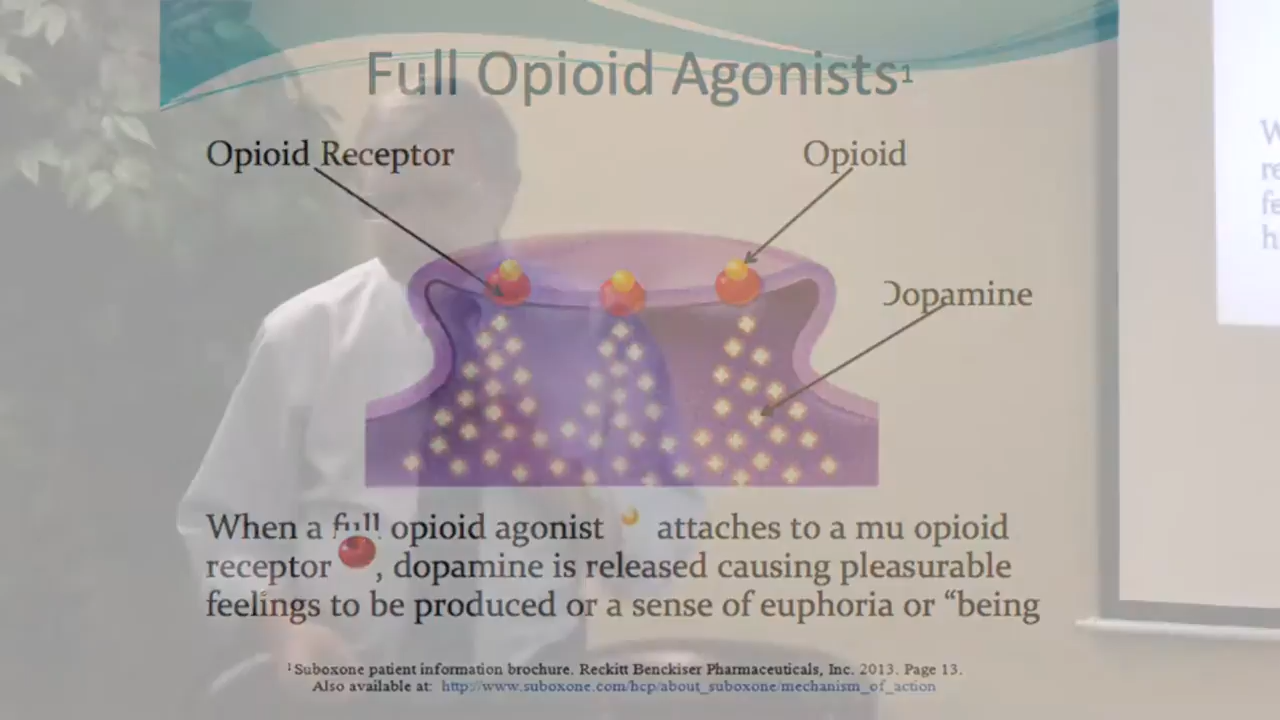 Full Opioid Agonists¹
Opioid Receptor
Opioid
Dopamine
When a full opioid agonist attaches to a mu opioid
receptor , dopamine is released causing pleasurable
feelings to be produced or a sense of euphoria or “being
¹Suboxone patient information brochure. Reckitt Benckiser Pharmaceuticals, Inc. 2013. Page 13.
Also available at: http://www.suboxone.com/hcp/about_suboxone/mechanism_of_action